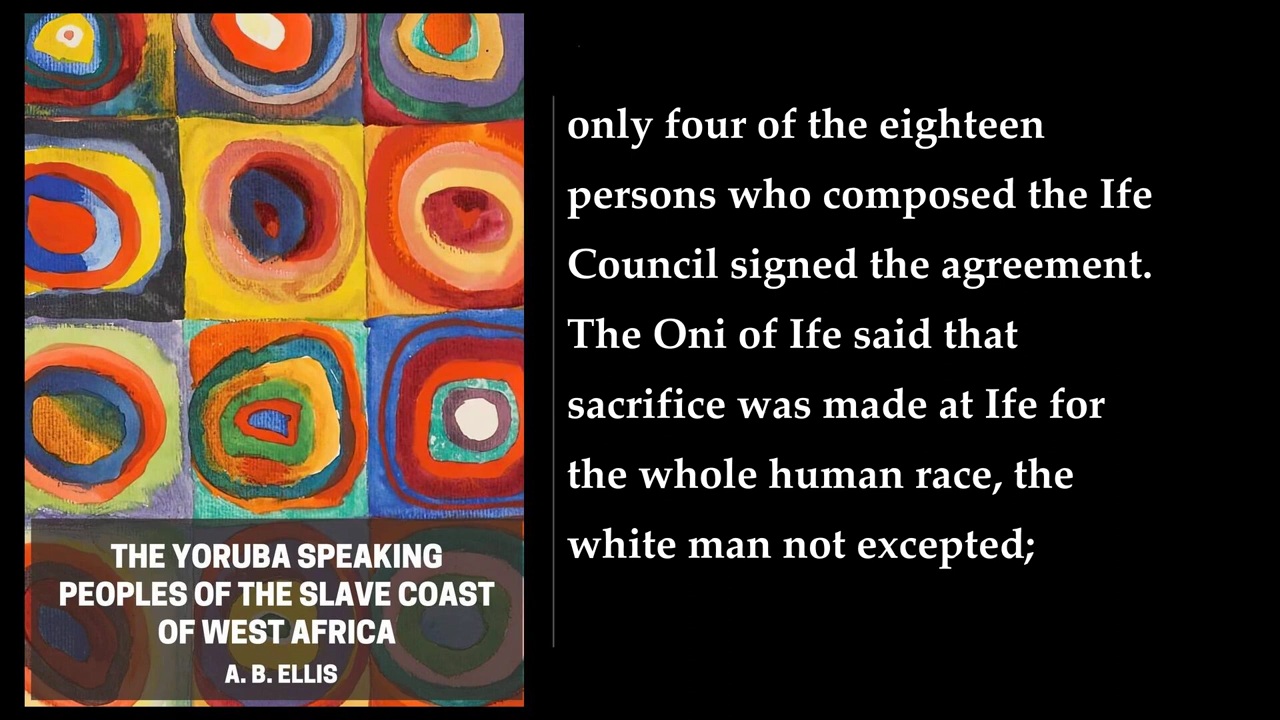 THE YORUBA SPEAKING
PEOPLES OF THE SLAVE COAST
OF WEST AFRICA
A. B. ELLIS
only four of the eighteen
persons who composed the Ife
Council signed the agreement.
The Oni of Ife said that
sacrifice was made at Ife for
the whole human race, the
white man not excepted;